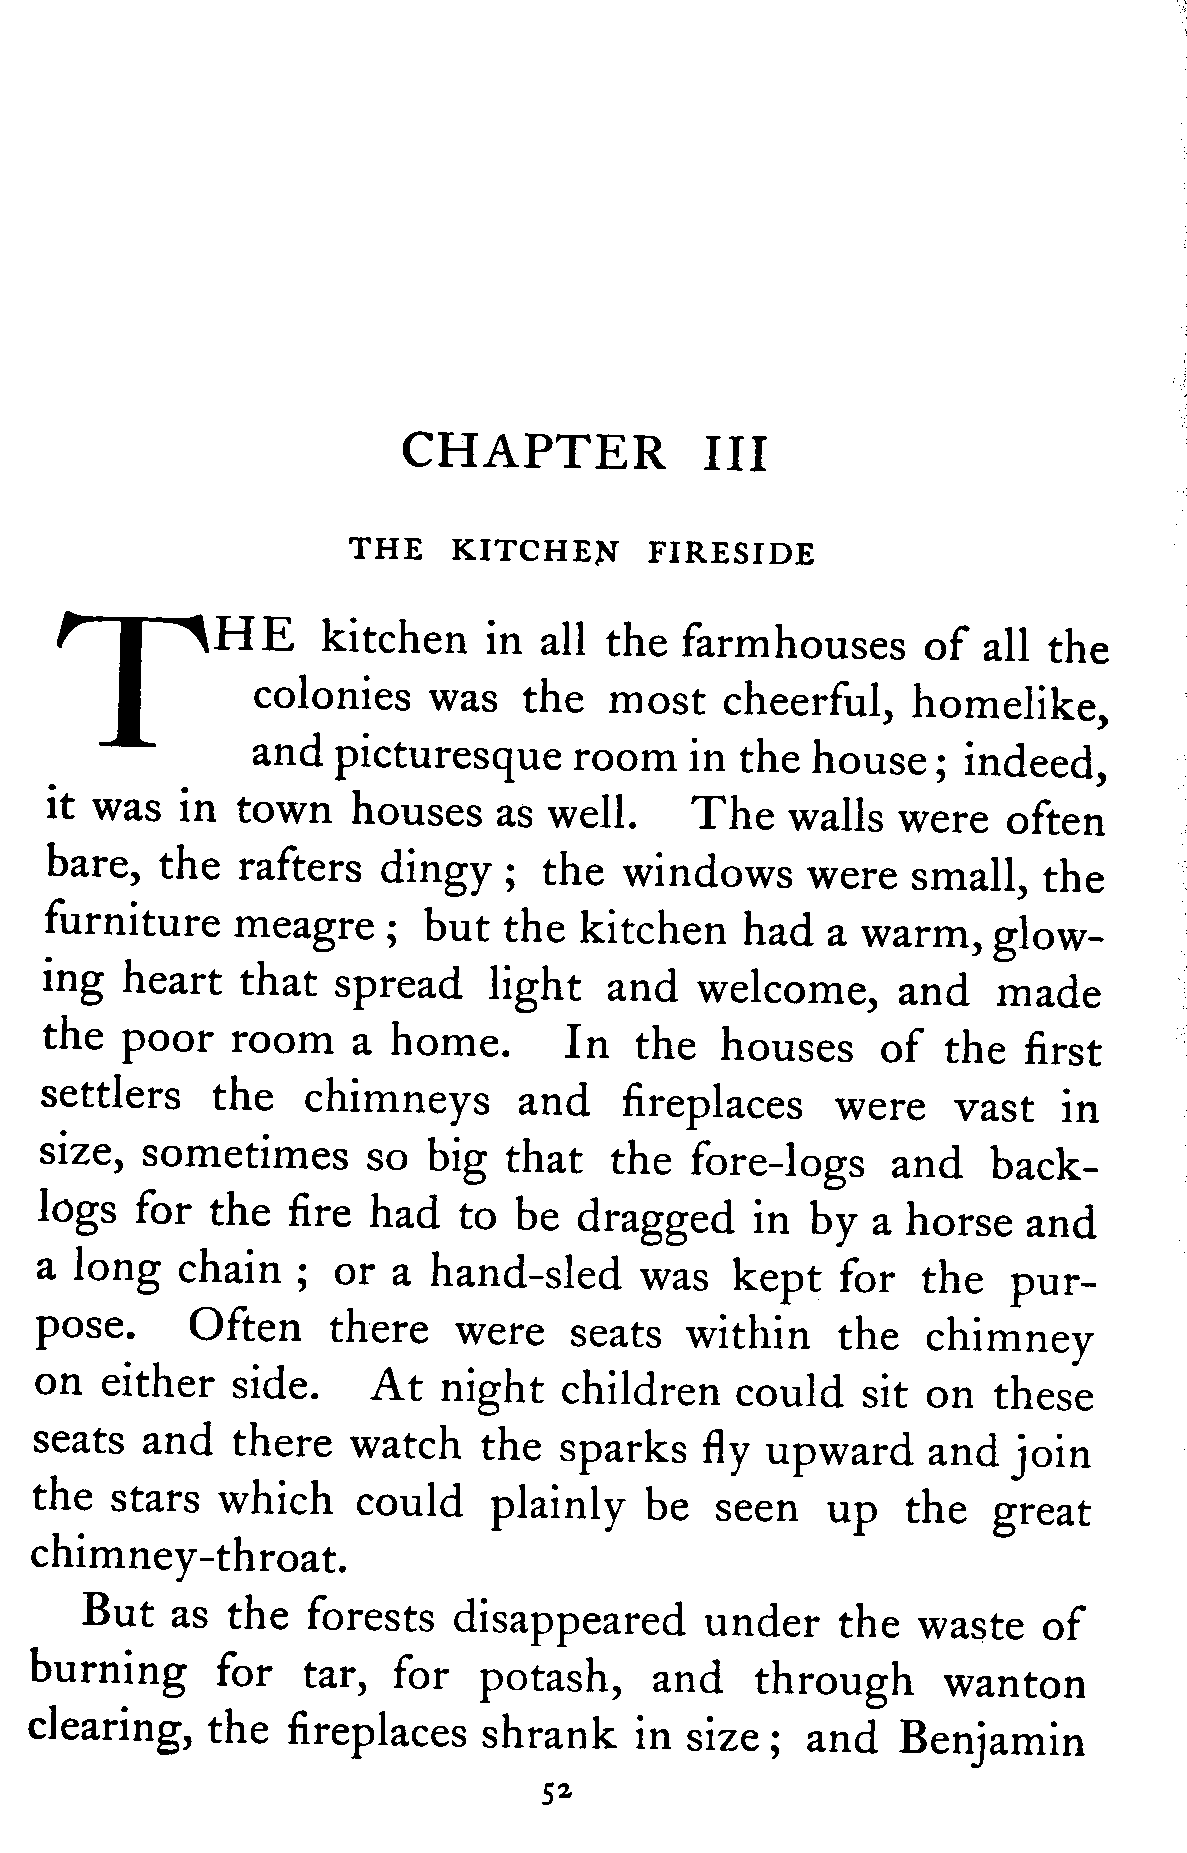 CHAPTER III
THE KITCHEN FIRESIDE
THE kitchen in all the farmhouses of all the
colonies was the most cheerful, homelike,
and picturesque room in the house; indeed,
it was in town houses as well. The walls were often
bare, the rafters dingy; the windows were small, the
furniture meagre; but the kitchen had a warm, glow-
ing heart that spread light and welcome, and made
the poor room a home. In the houses of the first
settlers the chimneys and fireplaces were vast in
size, sometimes so big that the fore-logs and back-
logs for the fire had to be dragged in by a horse and
a long chain; or a hand-sled was kept for the pur-
pose. Often there were seats within the chimney
on either side. At night children could sit on these
seats and there watch the sparks fly upward and join
the stars which could plainly be seen up the great
chimney-throat.
But as the forests disappeared under the waste of
burning for tar, for potash, and through wanton
clearing, the fireplaces shrank in size; and Benjamin
52